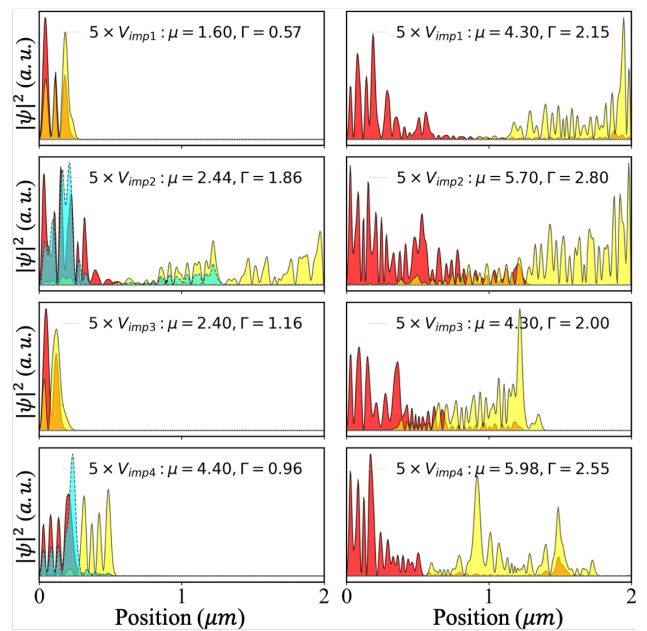 |ψ|² (a.u.)
5 × V_imp1 : μ = 1.60, Γ = 0.57
5 × V_imp1 : μ = 4.30, Γ = 2.15
|ψ|² (a.u.)
5 × V_imp2 : μ = 2.44, Γ = 1.86
5 × V_imp2 : μ = 5.70, Γ = 2.80
|ψ|² (a.u.)
5 × V_imp3 : μ = 2.40, Γ = 1.16
5 × V_imp3 : μ = 4.30, Γ = 2.00
|ψ|² (a.u.)
5 × V_imp4 : μ = 4.40, Γ = 0.96
5 × V_imp4 : μ = 5.98, Γ = 2.55
0 1 2 0 1 2
Position (μm) Position (μm)